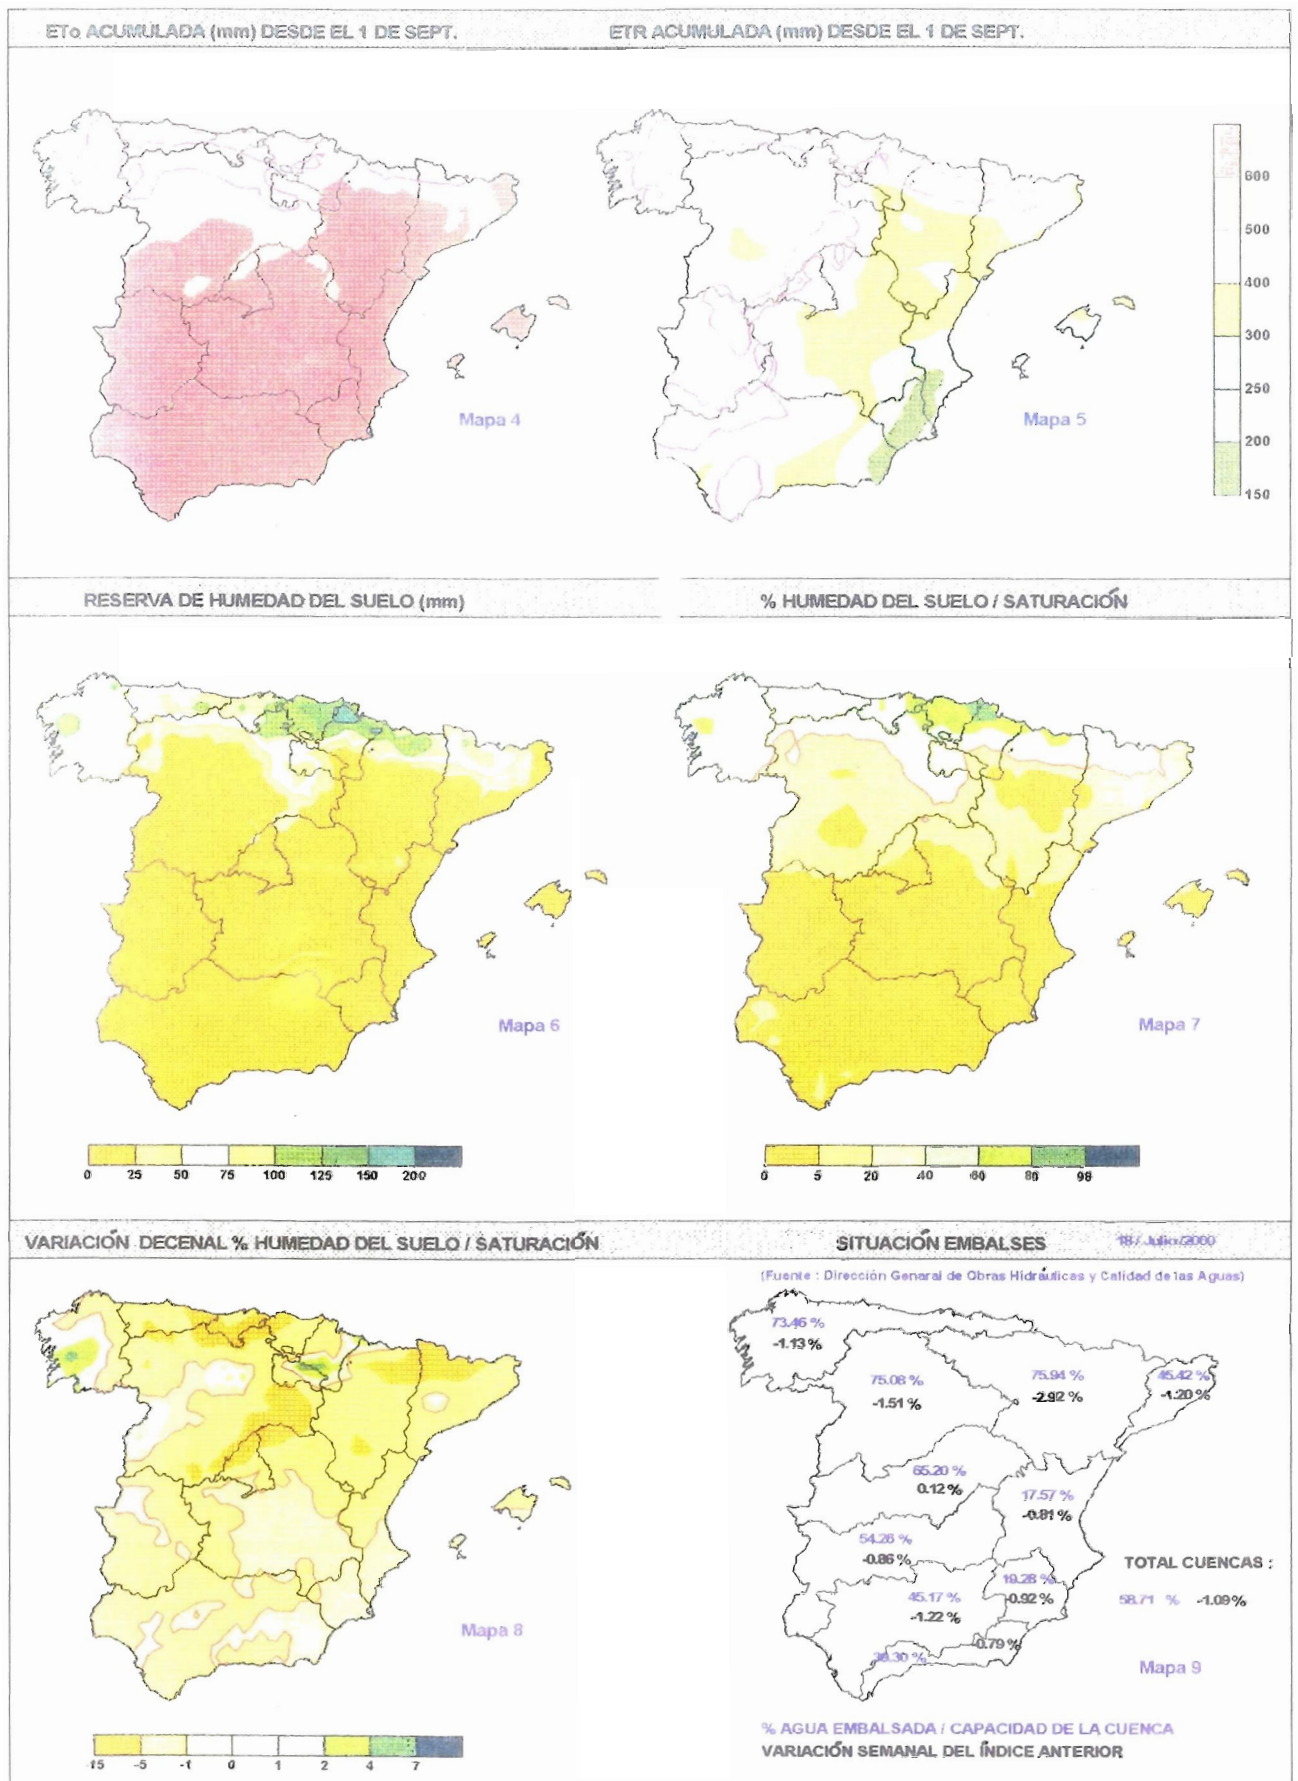 ETo ACUMULADA (mm) DESDE EL 1 DE SEPT.
ETR ACUMULADA (mm) DESDE EL 1 DE SEPT.
600
500
400
300
250
200
150
Mapa 4
Mapa 5
RESERVA DE HUMEDAD DEL SUELO (mm)
% HUMEDAD DEL SUELO / SATURACIÓN
Mapa 6
Mapa 7
0 25 50 75 100 125 150 200
0 5 20 40 60 80 98
VARIACIÓN DECENAL % HUMEDAD DEL SUELO / SATURACIÓN
SITUACIÓN EMBALSES
18 / Julio /2000
(Fuente : Dirección General de Obras Hidráulicas y Calidad de las Aguas)
73.46 %
-1.13 %
75.08 %
-1.51 %
75.94 %
-2.92 %
45.42 %
-1.20 %
65.20 %
0.12 %
17.57 %
-0.81 %
54.26 %
-0.86 %
TOTAL CUENCAS :
19.28 %
-0.92 %
45.17 %
-1.22 %
58.71 % -1.09 %
-0.79 %
Mapa 8
Mapa 9
% AGUA EMBALSADA / CAPACIDAD DE LA CUENCA
VARIACIÓN SEMANAL DEL ÍNDICE ANTERIOR
-15 -5 -1 0 1 2 4 7